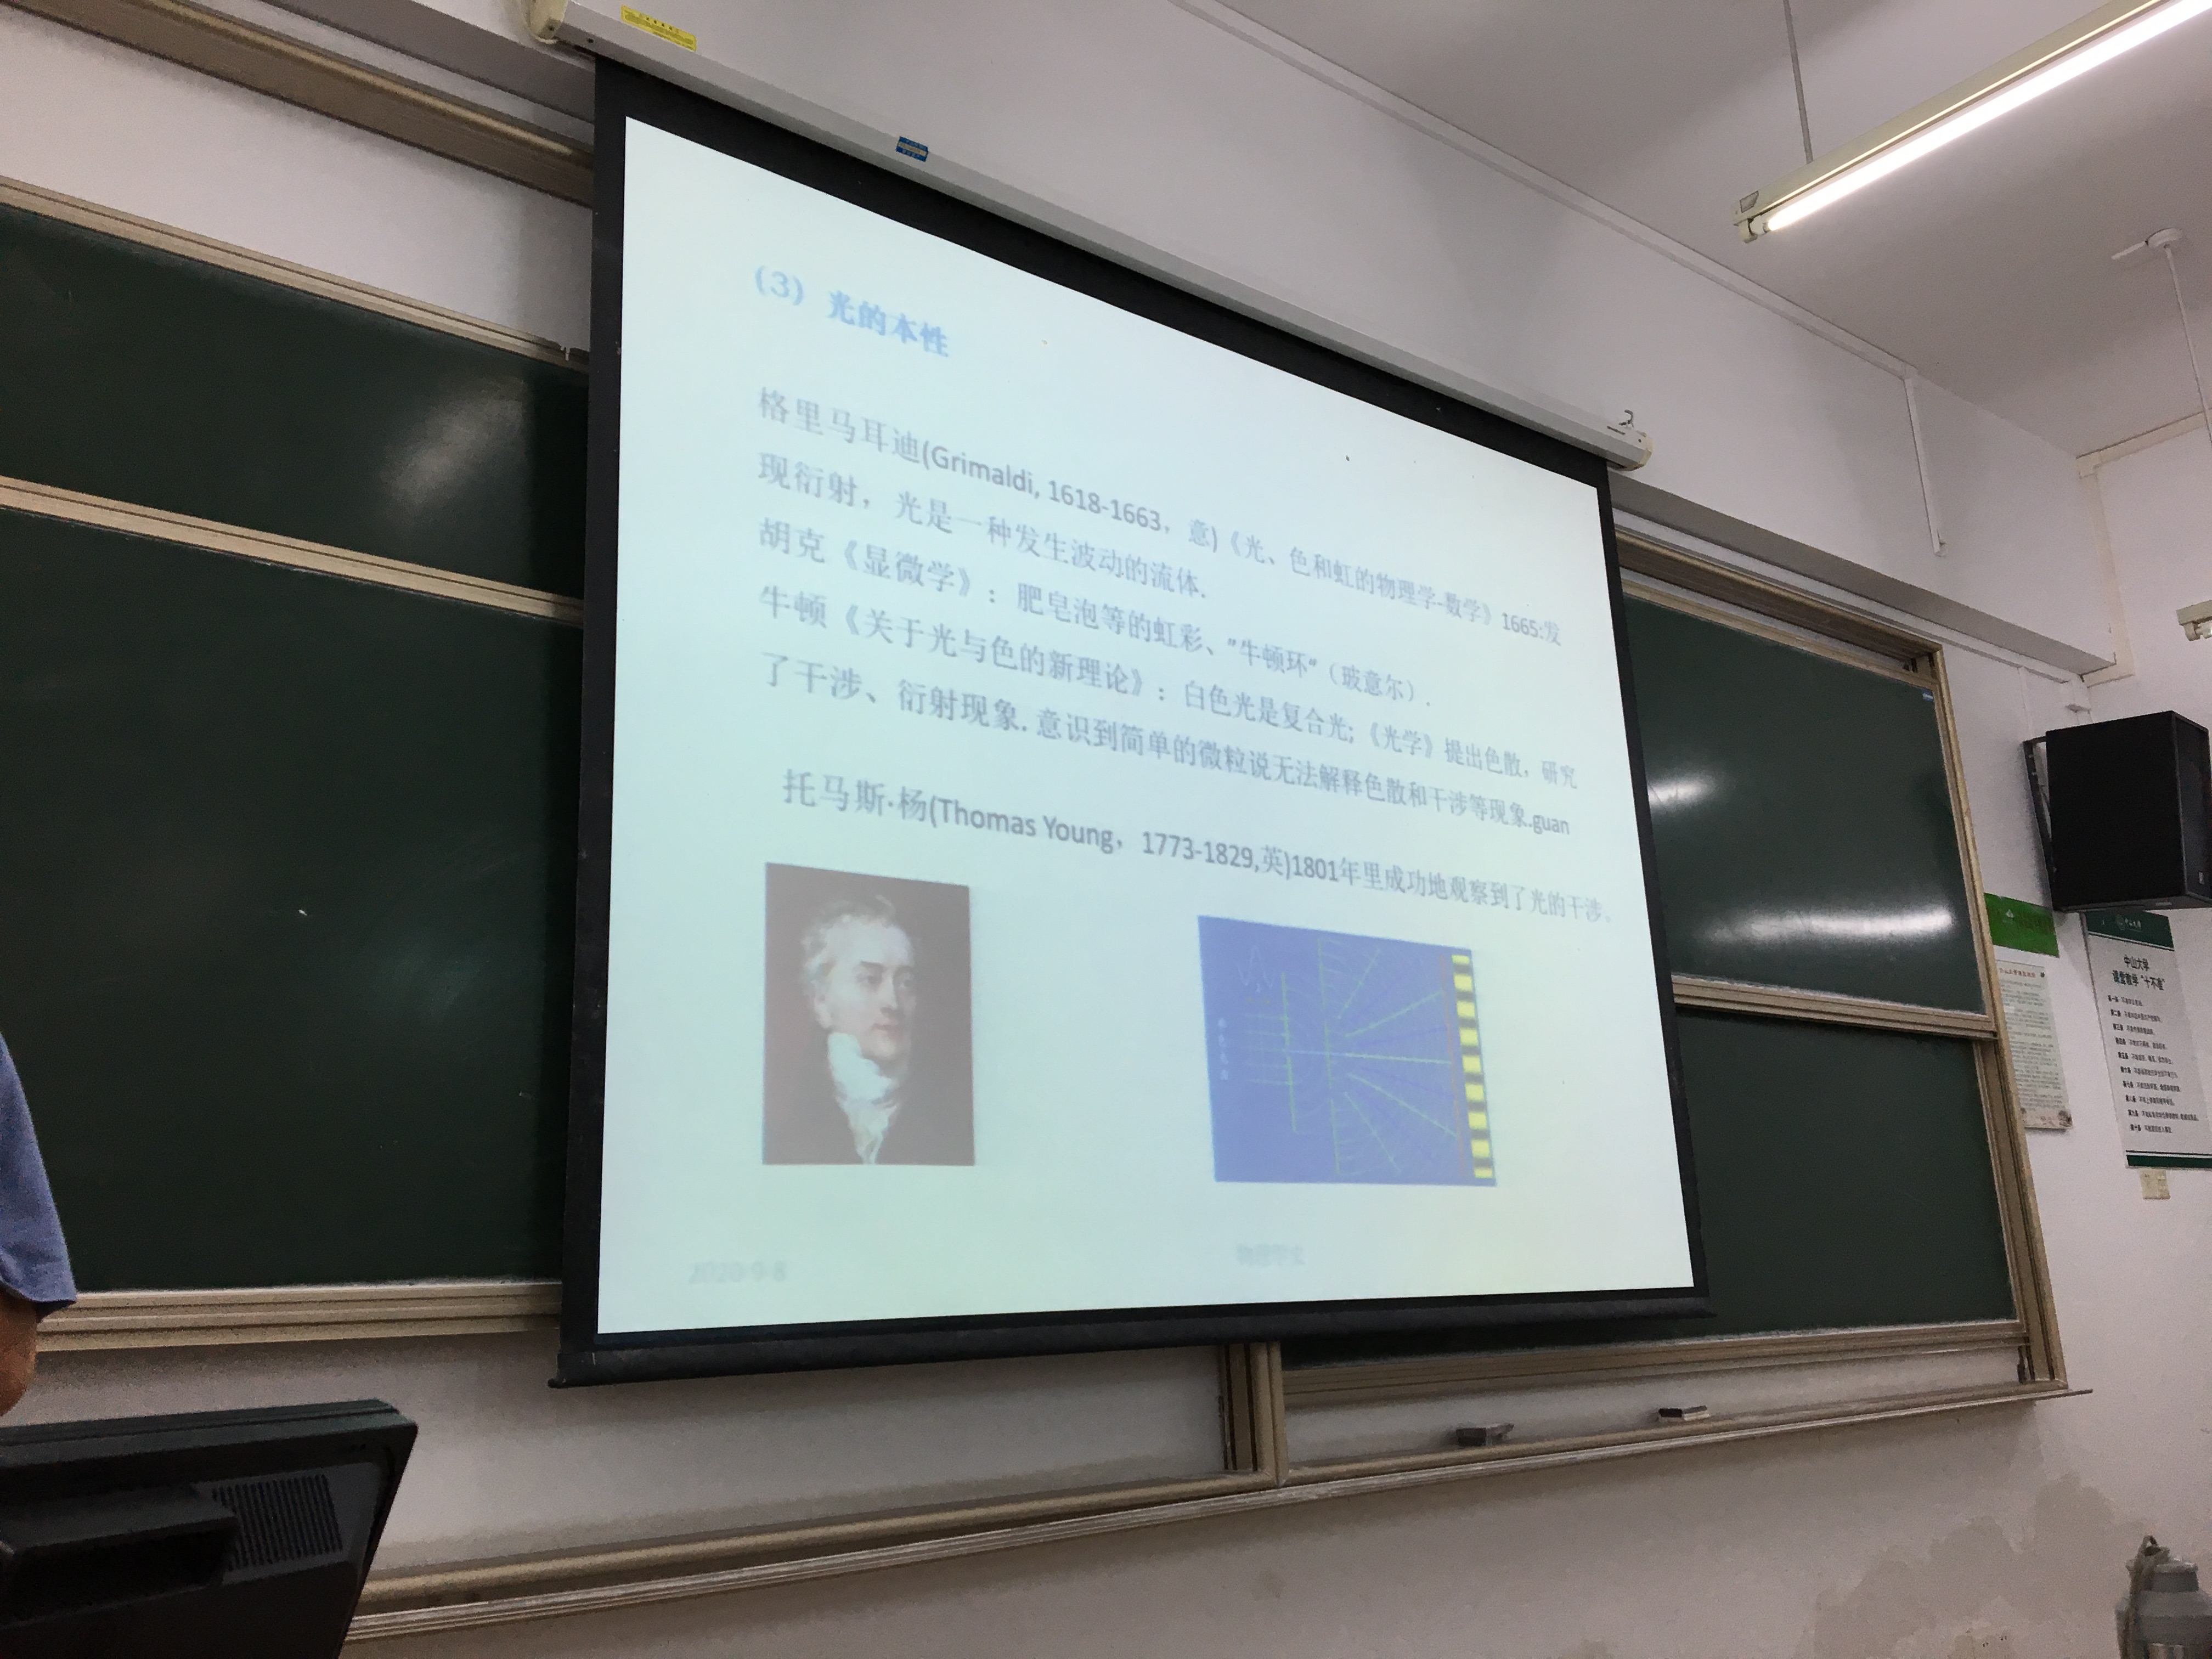 (3) 光的本性
格里马耳迪(Grimaldi, 1618-1663，意)《光、色和虹的物理学-数学》1665:发
现衍射，光是一种发生波动的流体.
胡克《显微学》：肥皂泡等的虹彩、"牛顿环"（玻意尔）.
牛顿《关于光与色的新理论》：白色光是复合光;《光学》提出色散，研究
了干涉、衍射现象. 意识到简单的微粒说无法解释色散和干涉等现象.guan
托马斯·杨(Thomas Young，1773-1829,英)1801年里成功地观察到了光的干涉。
2020-9-8
物理学史
中山大学
课堂教学"十不准"